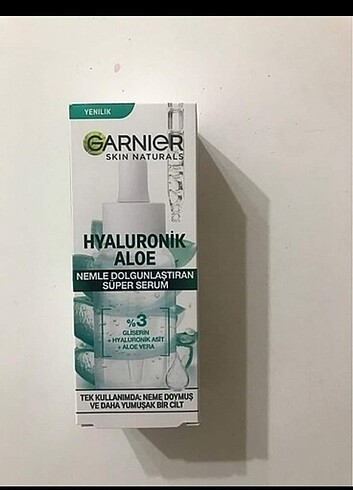 YENİLİK
GARNIER
SKIN NATURALS
HYALURONİK
ALOE
NEMLE DOLGUNLAŞTIRAN
SÜPER SERUM
%3
GLİSERİN
+ HYALURONİK ASİT
+ ALOE VERA
TEK KULLANIMDA: NEME DOYMUŞ
VE DAHA YUMUŞAK BİR CİLT